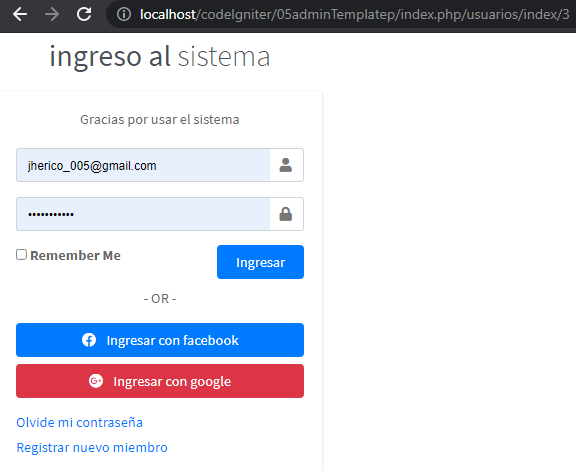 localhost/codeIgniter/05adminTemplatep/index.php/usuarios/index/3
ingreso al sistema
Gracias por usar el sistema
jherico_005@gmail.com
•••••••••••
Remember Me
Ingresar
- OR -
Ingresar con facebook
Ingresar con google
Olvide mi contraseña
Registrar nuevo miembro